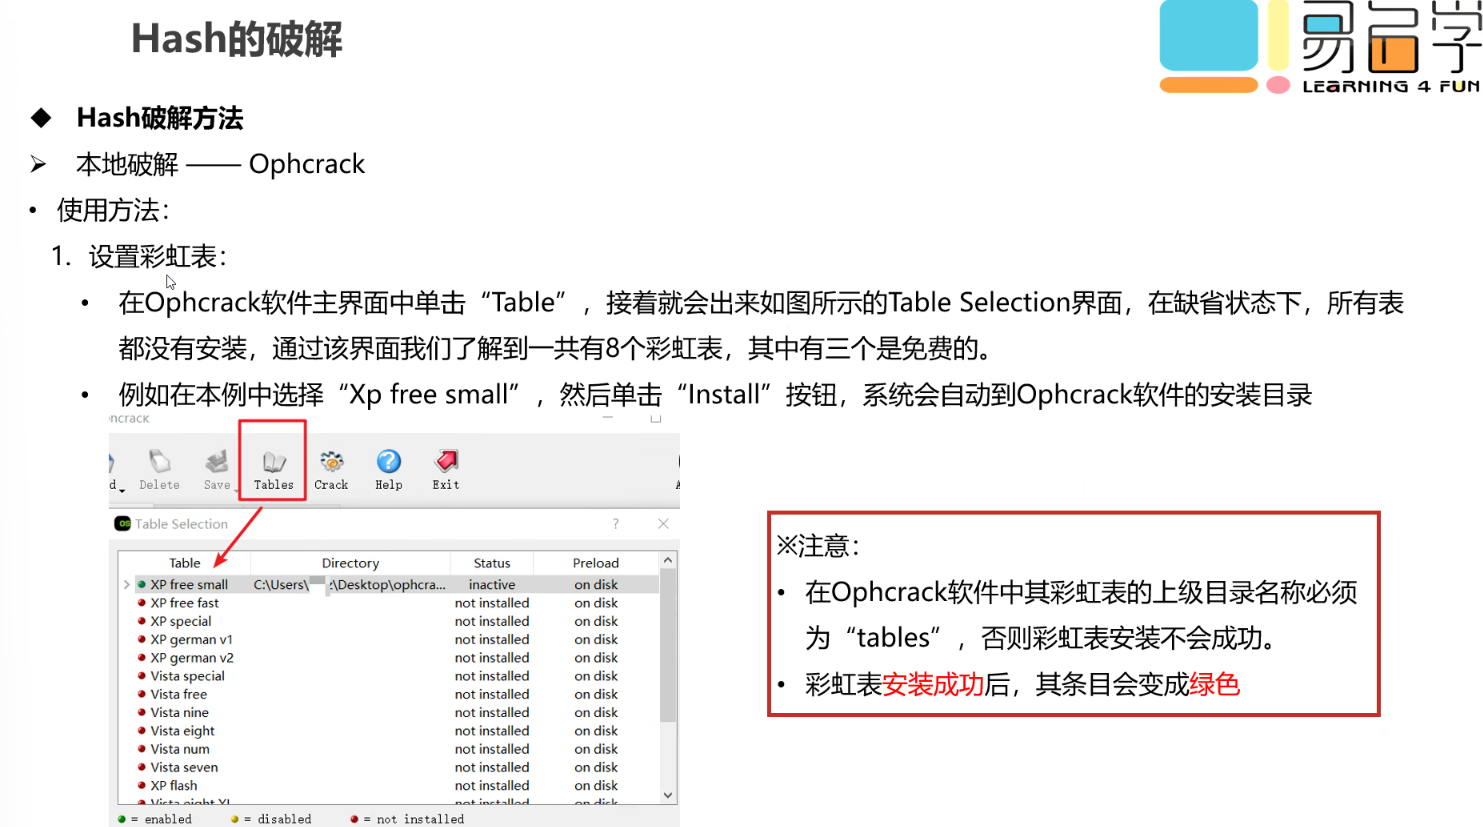 Hash的破解
易霖学
LEARNING 4 FUN
◆ Hash破解方法
➢ 本地破解 —— Ophcrack
• 使用方法：
1. 设置彩虹表：
• 在Ophcrack软件主界面中单击“Table”，接着就会出来如图所示的Table Selection界面，在缺省状态下，所有表
都没有安装，通过该界面我们了解到一共有8个彩虹表，其中有三个是免费的。
• 例如在本例中选择“Xp free small”，然后单击“Install”按钮，系统会自动到Ophcrack软件的安装目录
Delete Save Tables Crack Help Exit
Table Selection ?
Table Directory Status Preload
XP free small C:\Users\ \Desktop\ophcra... inactive on disk
XP free fast not installed on disk
XP special not installed on disk
XP german v1 not installed on disk
XP german v2 not installed on disk
Vista special not installed on disk
Vista free not installed on disk
Vista nine not installed on disk
Vista eight not installed on disk
Vista num not installed on disk
Vista seven not installed on disk
XP flash not installed on disk
Vista eight XL not installed on disk
= enabled = disabled = not installed
※注意：
• 在Ophcrack软件中其彩虹表的上级目录名称必须
为“tables”，否则彩虹表安装不会成功。
• 彩虹表安装成功后，其条目会变成绿色